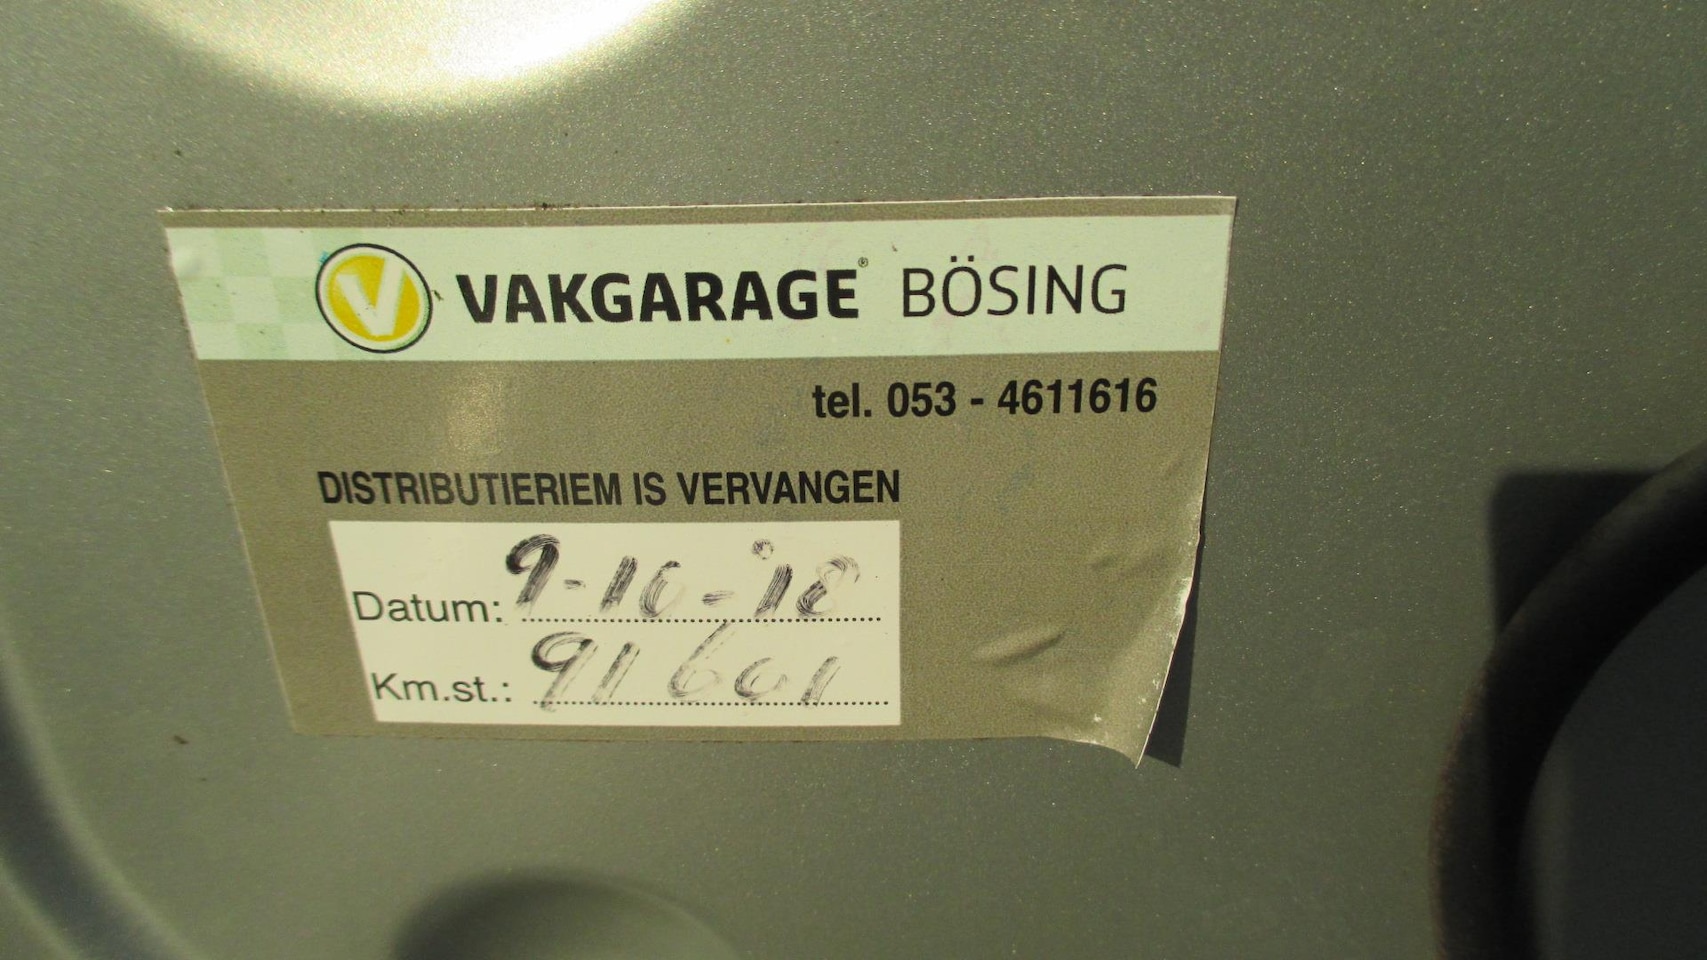 VAKGARAGE® BÖSING
tel. 053 - 4611616
DISTRIBUTIERIEM IS VERVANGEN
Datum: 9-10-'18
Km.st.: 91601